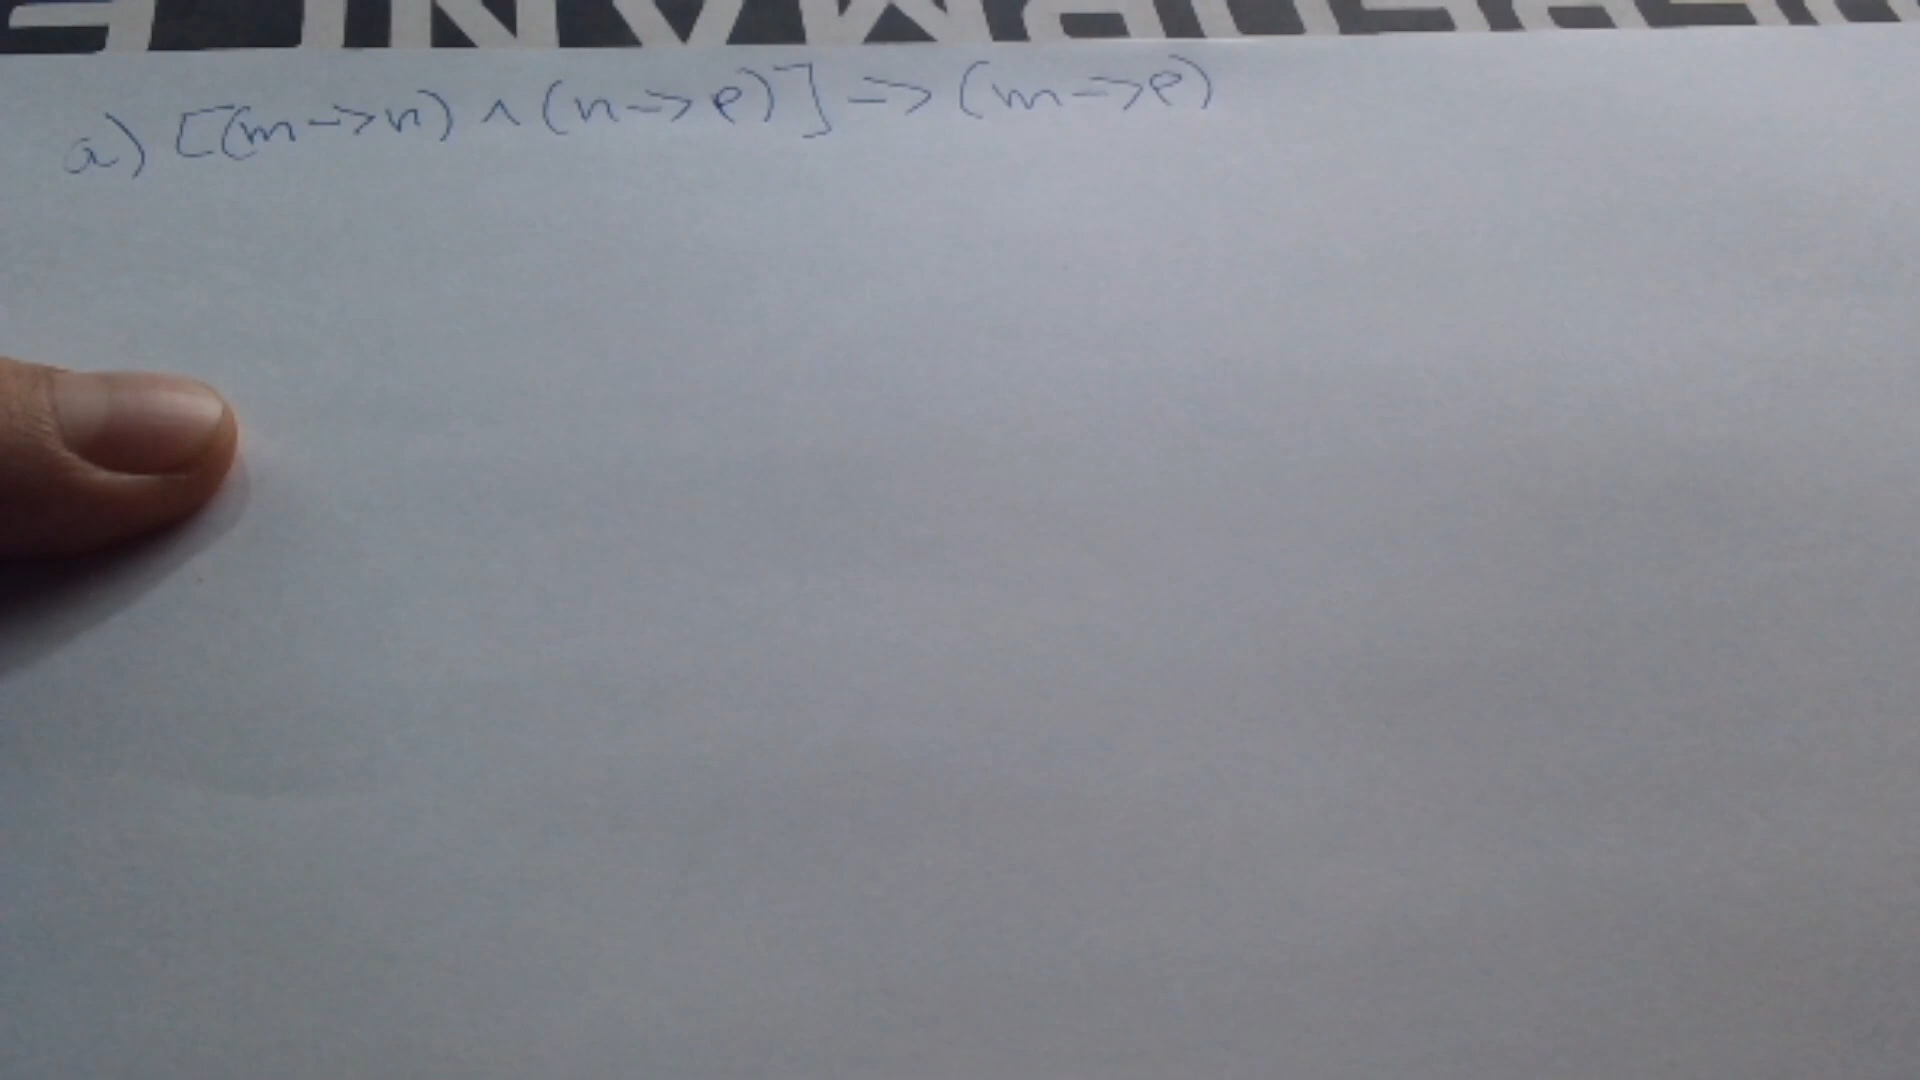 a) [(m->n) ∧ (n->p)] => (m->p)